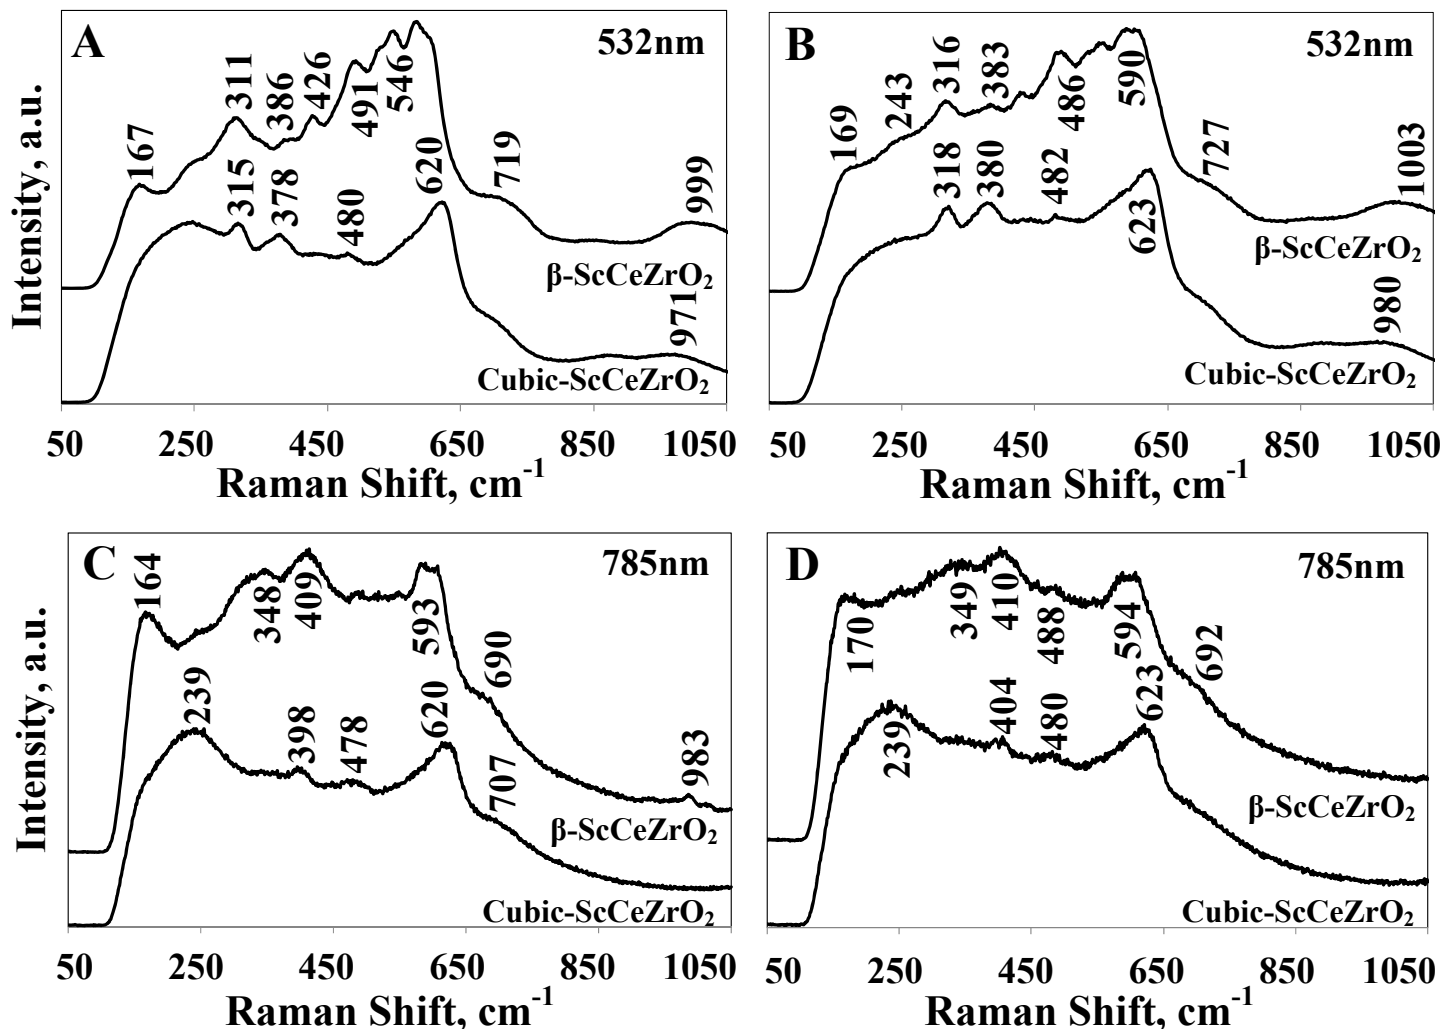 A
532nm
167
311
386
426
491
546
719
999
315
378
480
620
971
β-ScCeZrO₂
Cubic-ScCeZrO₂
Intensity, a.u.
50 250 450 650 850 1050
Raman Shift, cm⁻¹
B
532nm
169
243
316
383
486
590
727
1003
318
380
482
623
980
β-ScCeZrO₂
Cubic-ScCeZrO₂
50 250 450 650 850 1050
Raman Shift, cm⁻¹
C
785nm
164
348
409
593
690
983
239
398
478
620
707
β-ScCeZrO₂
Cubic-ScCeZrO₂
Intensity, a.u.
50 250 450 650 850 1050
Raman Shift, cm⁻¹
D
785nm
170
349
410
488
594
692
239
404
480
623
β-ScCeZrO₂
Cubic-ScCeZrO₂
50 250 450 650 850 1050
Raman Shift, cm⁻¹